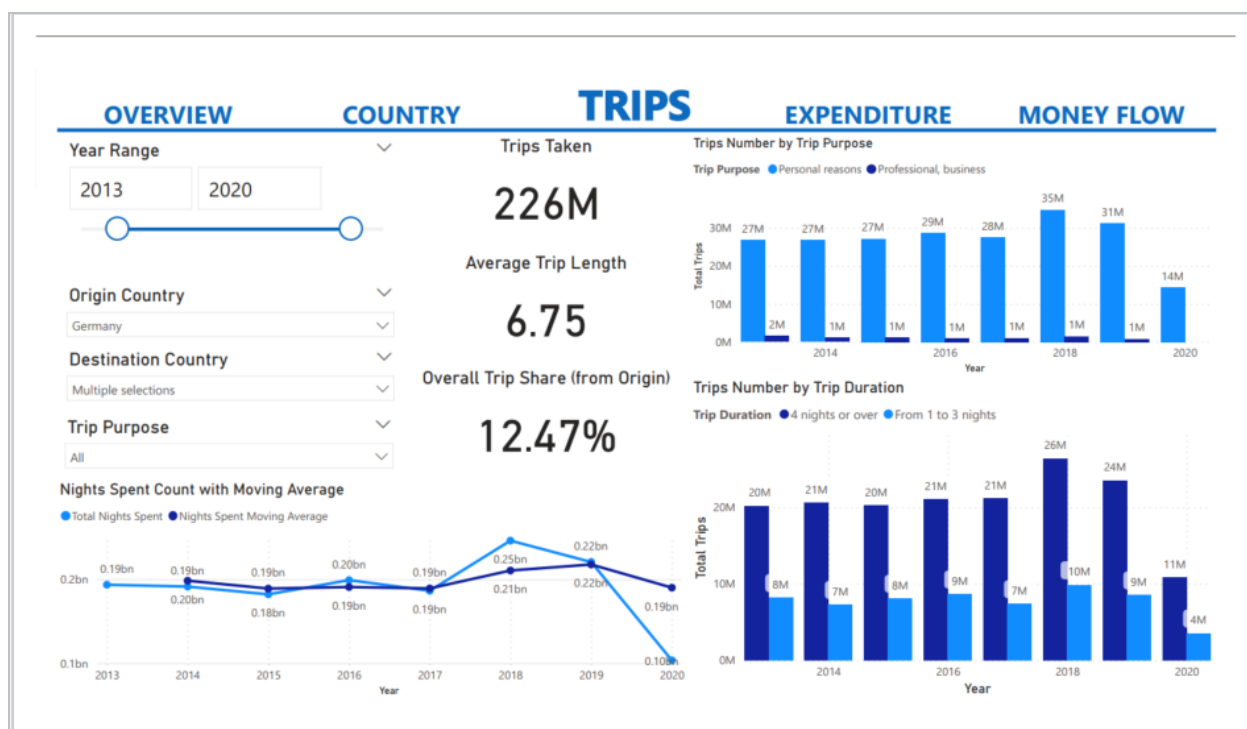 OVERVIEW COUNTRY TRIPS EXPENDITURE MONEY FLOW
Year Range
2013 2020
Origin Country
Germany
Destination Country
Multiple selections
Trip Purpose
All
Trips Taken
226M
Average Trip Length
6.75
Overall Trip Share (from Origin)
12.47%
Trips Number by Trip Purpose
Trip Purpose Personal reasons Professional, business
Total Trips
30M
20M
10M
0M
27M 27M 27M 29M 28M 35M 31M 14M
2M 1M 1M 1M 1M 1M 1M
2014 2016 2018 2020
Year
Nights Spent Count with Moving Average
Total Nights Spent Nights Spent Moving Average
0.2bn
0.1bn
0.19bn 0.19bn 0.19bn 0.20bn 0.19bn 0.25bn 0.22bn
0.20bn 0.18bn 0.19bn 0.19bn 0.21bn 0.22bn 0.19bn
0.10bn
2013 2014 2015 2016 2017 2018 2019 2020
Year
Trips Number by Trip Duration
Trip Duration 4 nights or over From 1 to 3 nights
Total Trips
20M
10M
0M
20M 21M 20M 21M 21M 26M 24M 11M
8M 7M 8M 9M 7M 10M 9M 4M
2014 2016 2018 2020
Year